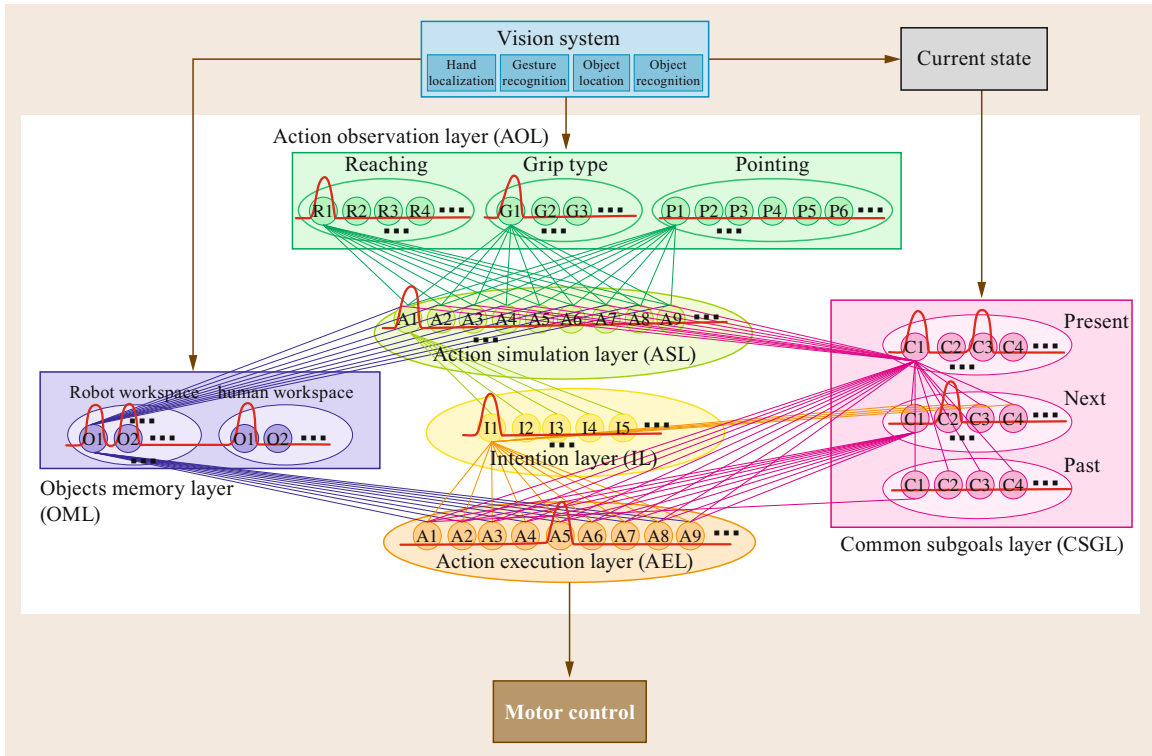 Vision system
Hand localization
Gesture recognition
Object location
Object recognition
Current state
Action observation layer (AOL)
Reaching
Grip type
Pointing
R1 R2 R3 R4
G1 G2 G3
P1 P2 P3 P4 P5 P6
A1 A2 A3 A4 A5 A6 A7 A8 A9
Action simulation layer (ASL)
Present
C1 C2 C3 C4
Next
C1 C2 C3 C4
Past
C1 C2 C3 C4
Common subgoals layer (CSGL)
Robot workspace
human workspace
O1 O2
O1 O2
Objects memory layer
(OML)
I1 I2 I3 I4 I5
Intention layer (IL)
A1 A2 A3 A4 A5 A6 A7 A8 A9
Action execution layer (AEL)
Motor control